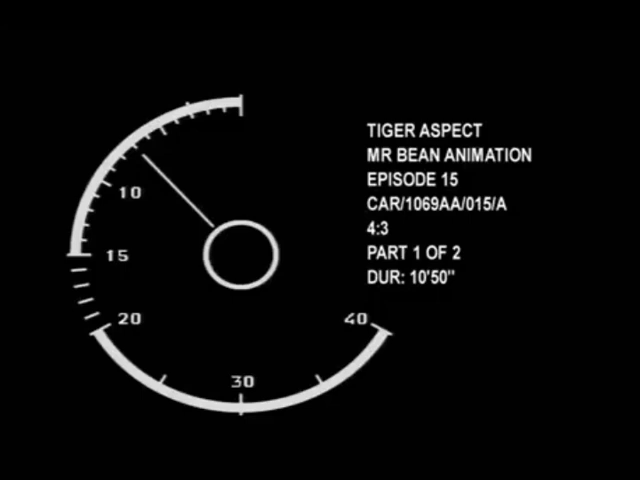 TIGER ASPECT
MR BEAN ANIMATION
EPISODE 15
CAR/1069AA/015/A
4:3
PART 1 OF 2
DUR: 10'50"
10
15
20
40
30